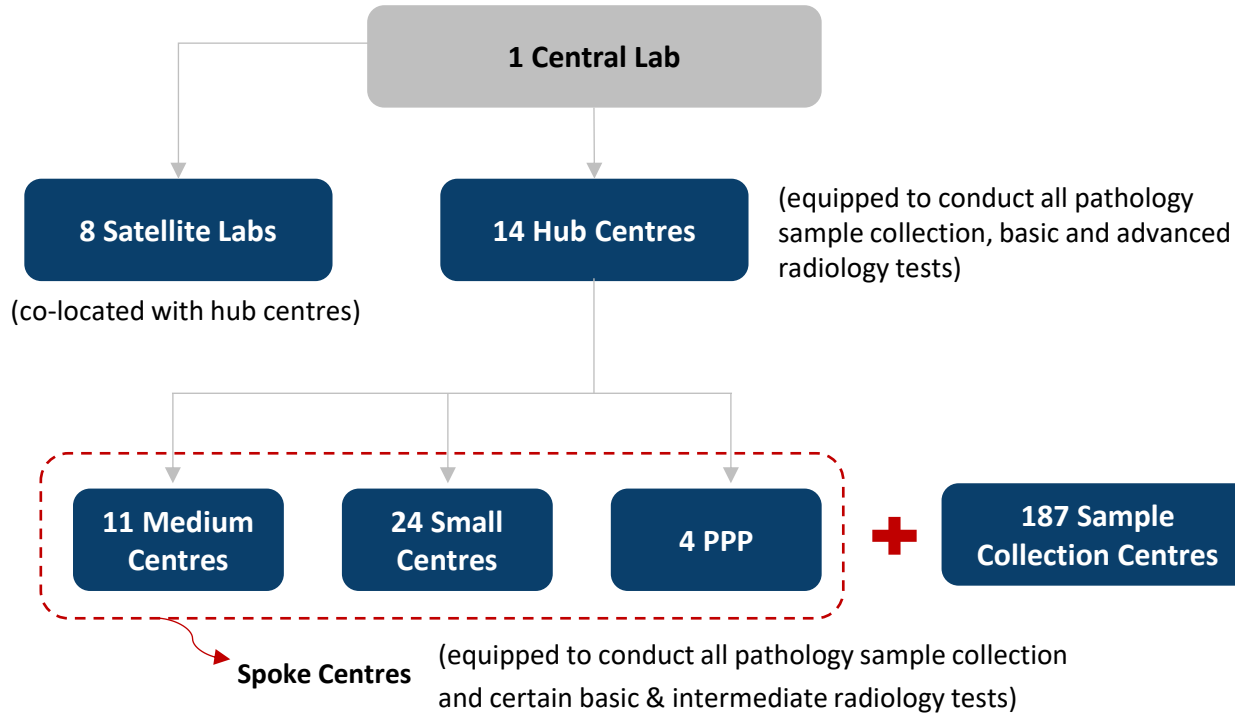 1 Central Lab
8 Satellite Labs
(co-located with hub centres)
14 Hub Centres
(equipped to conduct all pathology
sample collection, basic and advanced
radiology tests)
11 Medium
Centres
24 Small
Centres
4 PPP
187 Sample
Collection Centres
Spoke Centres
(equipped to conduct all pathology sample collection
and certain basic & intermediate radiology tests)